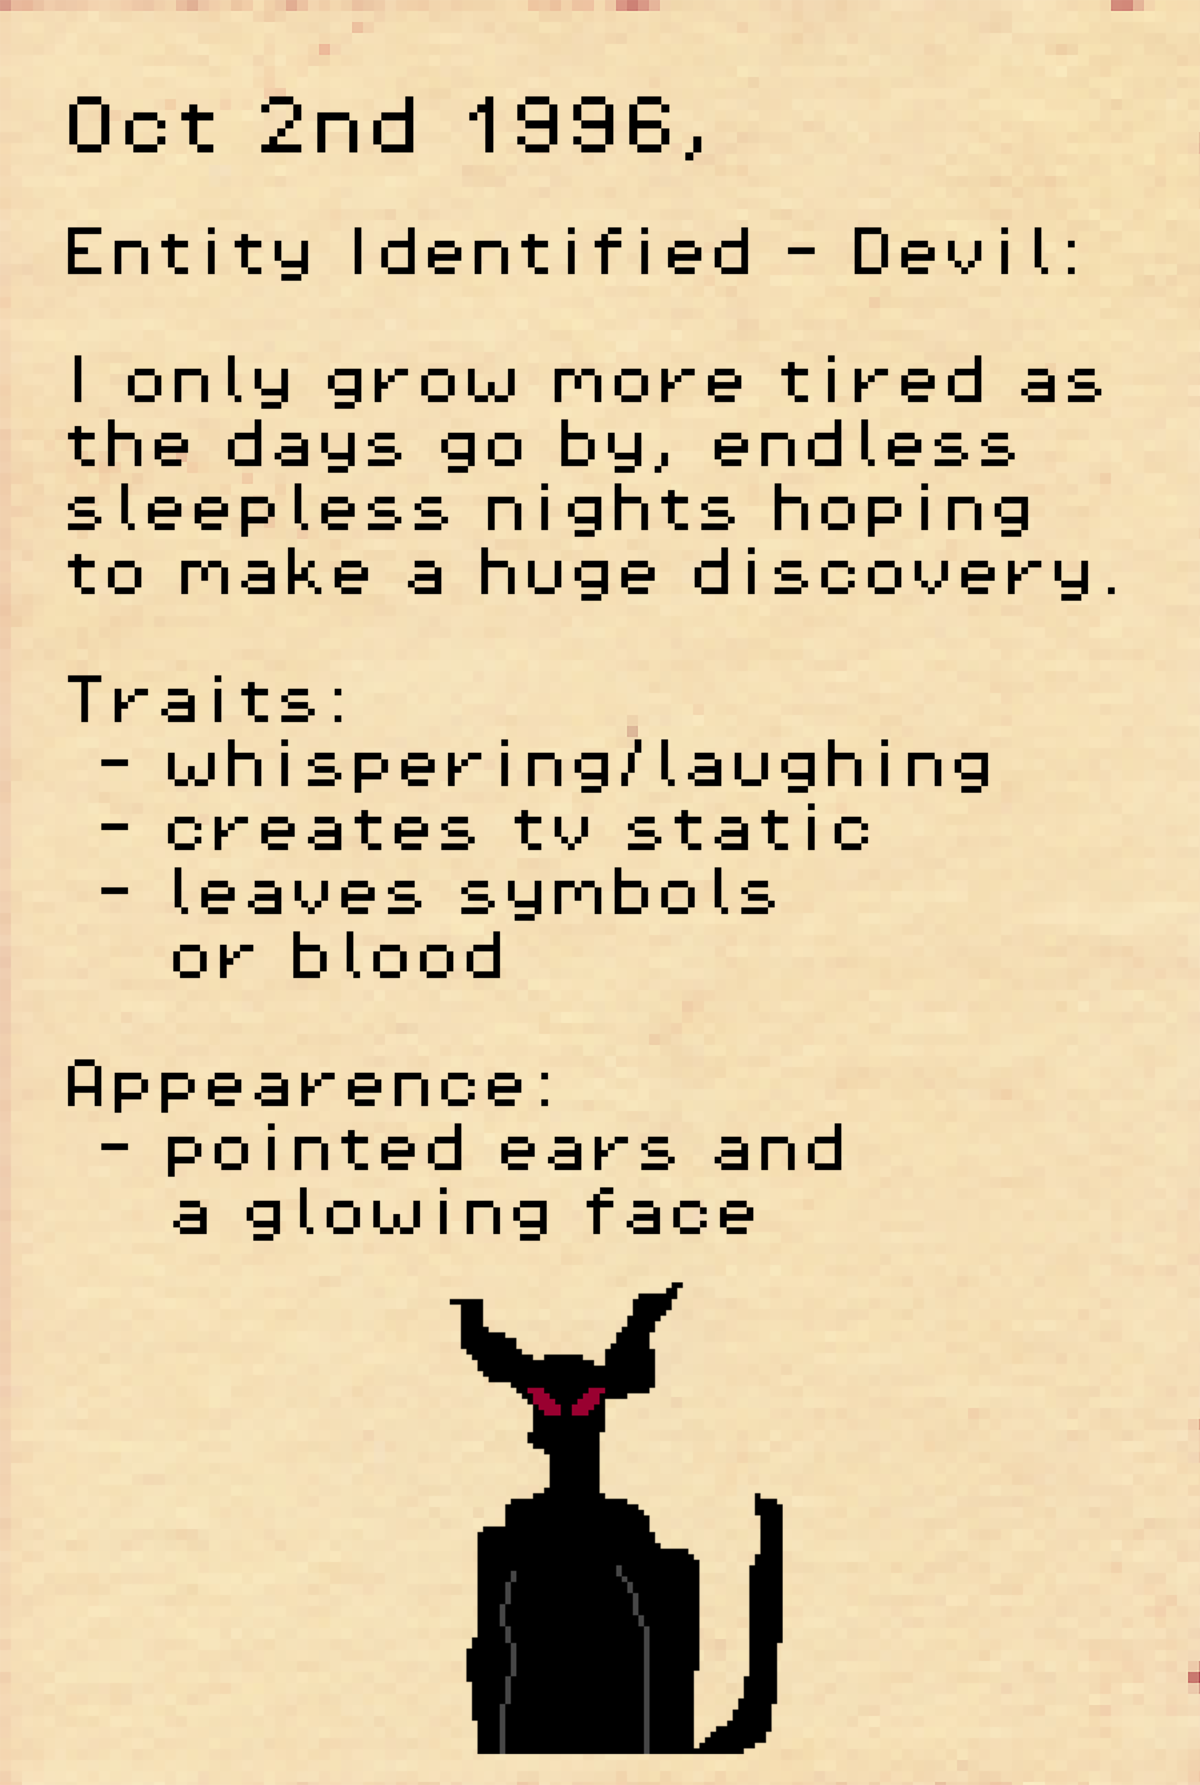 Oct 2nd 1996,
Entity Identified - Devil:
I only grow more tired as
the days go by, endless
sleepless nights hoping
to make a huge discovery.
Traits:
- whispering/laughing
- creates tv static
- leaves symbols
or blood
Appearence:
- pointed ears and
a glowing face